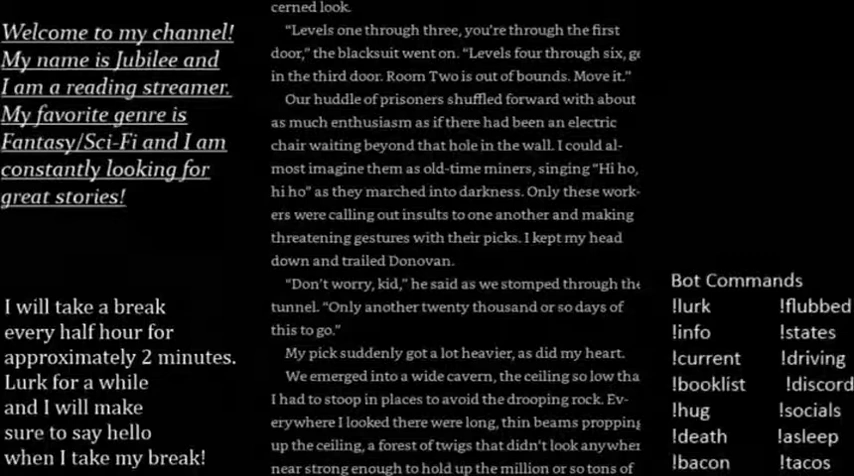 Welcome to my channel!
My name is Jubilee and
I am a reading streamer.
My favorite genre is
Fantasy/Sci-Fi and I am
constantly looking for
great stories!
I will take a break
every half hour for
approximately 2 minutes.
Lurk for a while
and I will make
sure to say hello
when I take my break!
cerned look.
“Levels one through three, you're through the first
door,” the blacksuit went on. “Levels four through six, ge
in the third door. Room Two is out of bounds. Move it.”
Our huddle of prisoners shuffled forward with about
as much enthusiasm as if there had been an electric
chair waiting beyond that hole in the wall. I could al-
most imagine them as old-time miners, singing “Hi ho,
hi ho” as they marched into darkness. Only these work-
ers were calling out insults to one another and making
threatening gestures with their picks. I kept my head
down and trailed Donovan.
“Don't worry, kid,” he said as we stomped through the
tunnel. “Only another twenty thousand or so days of
this to go.”
My pick suddenly got a lot heavier, as did my heart.
We emerged into a wide cavern, the ceiling so low tha
I had to stoop in places to avoid the drooping rock. Ev-
erywhere I looked there were long, thin beams propping
up the ceiling, a forest of twigs that didn't look anywher
near strong enough to hold up the million or so tons of
Bot Commands
!lurk !flubbed
!info !states
!current !driving
!booklist !discord
!hug !socials
!death !asleep
!bacon !tacos